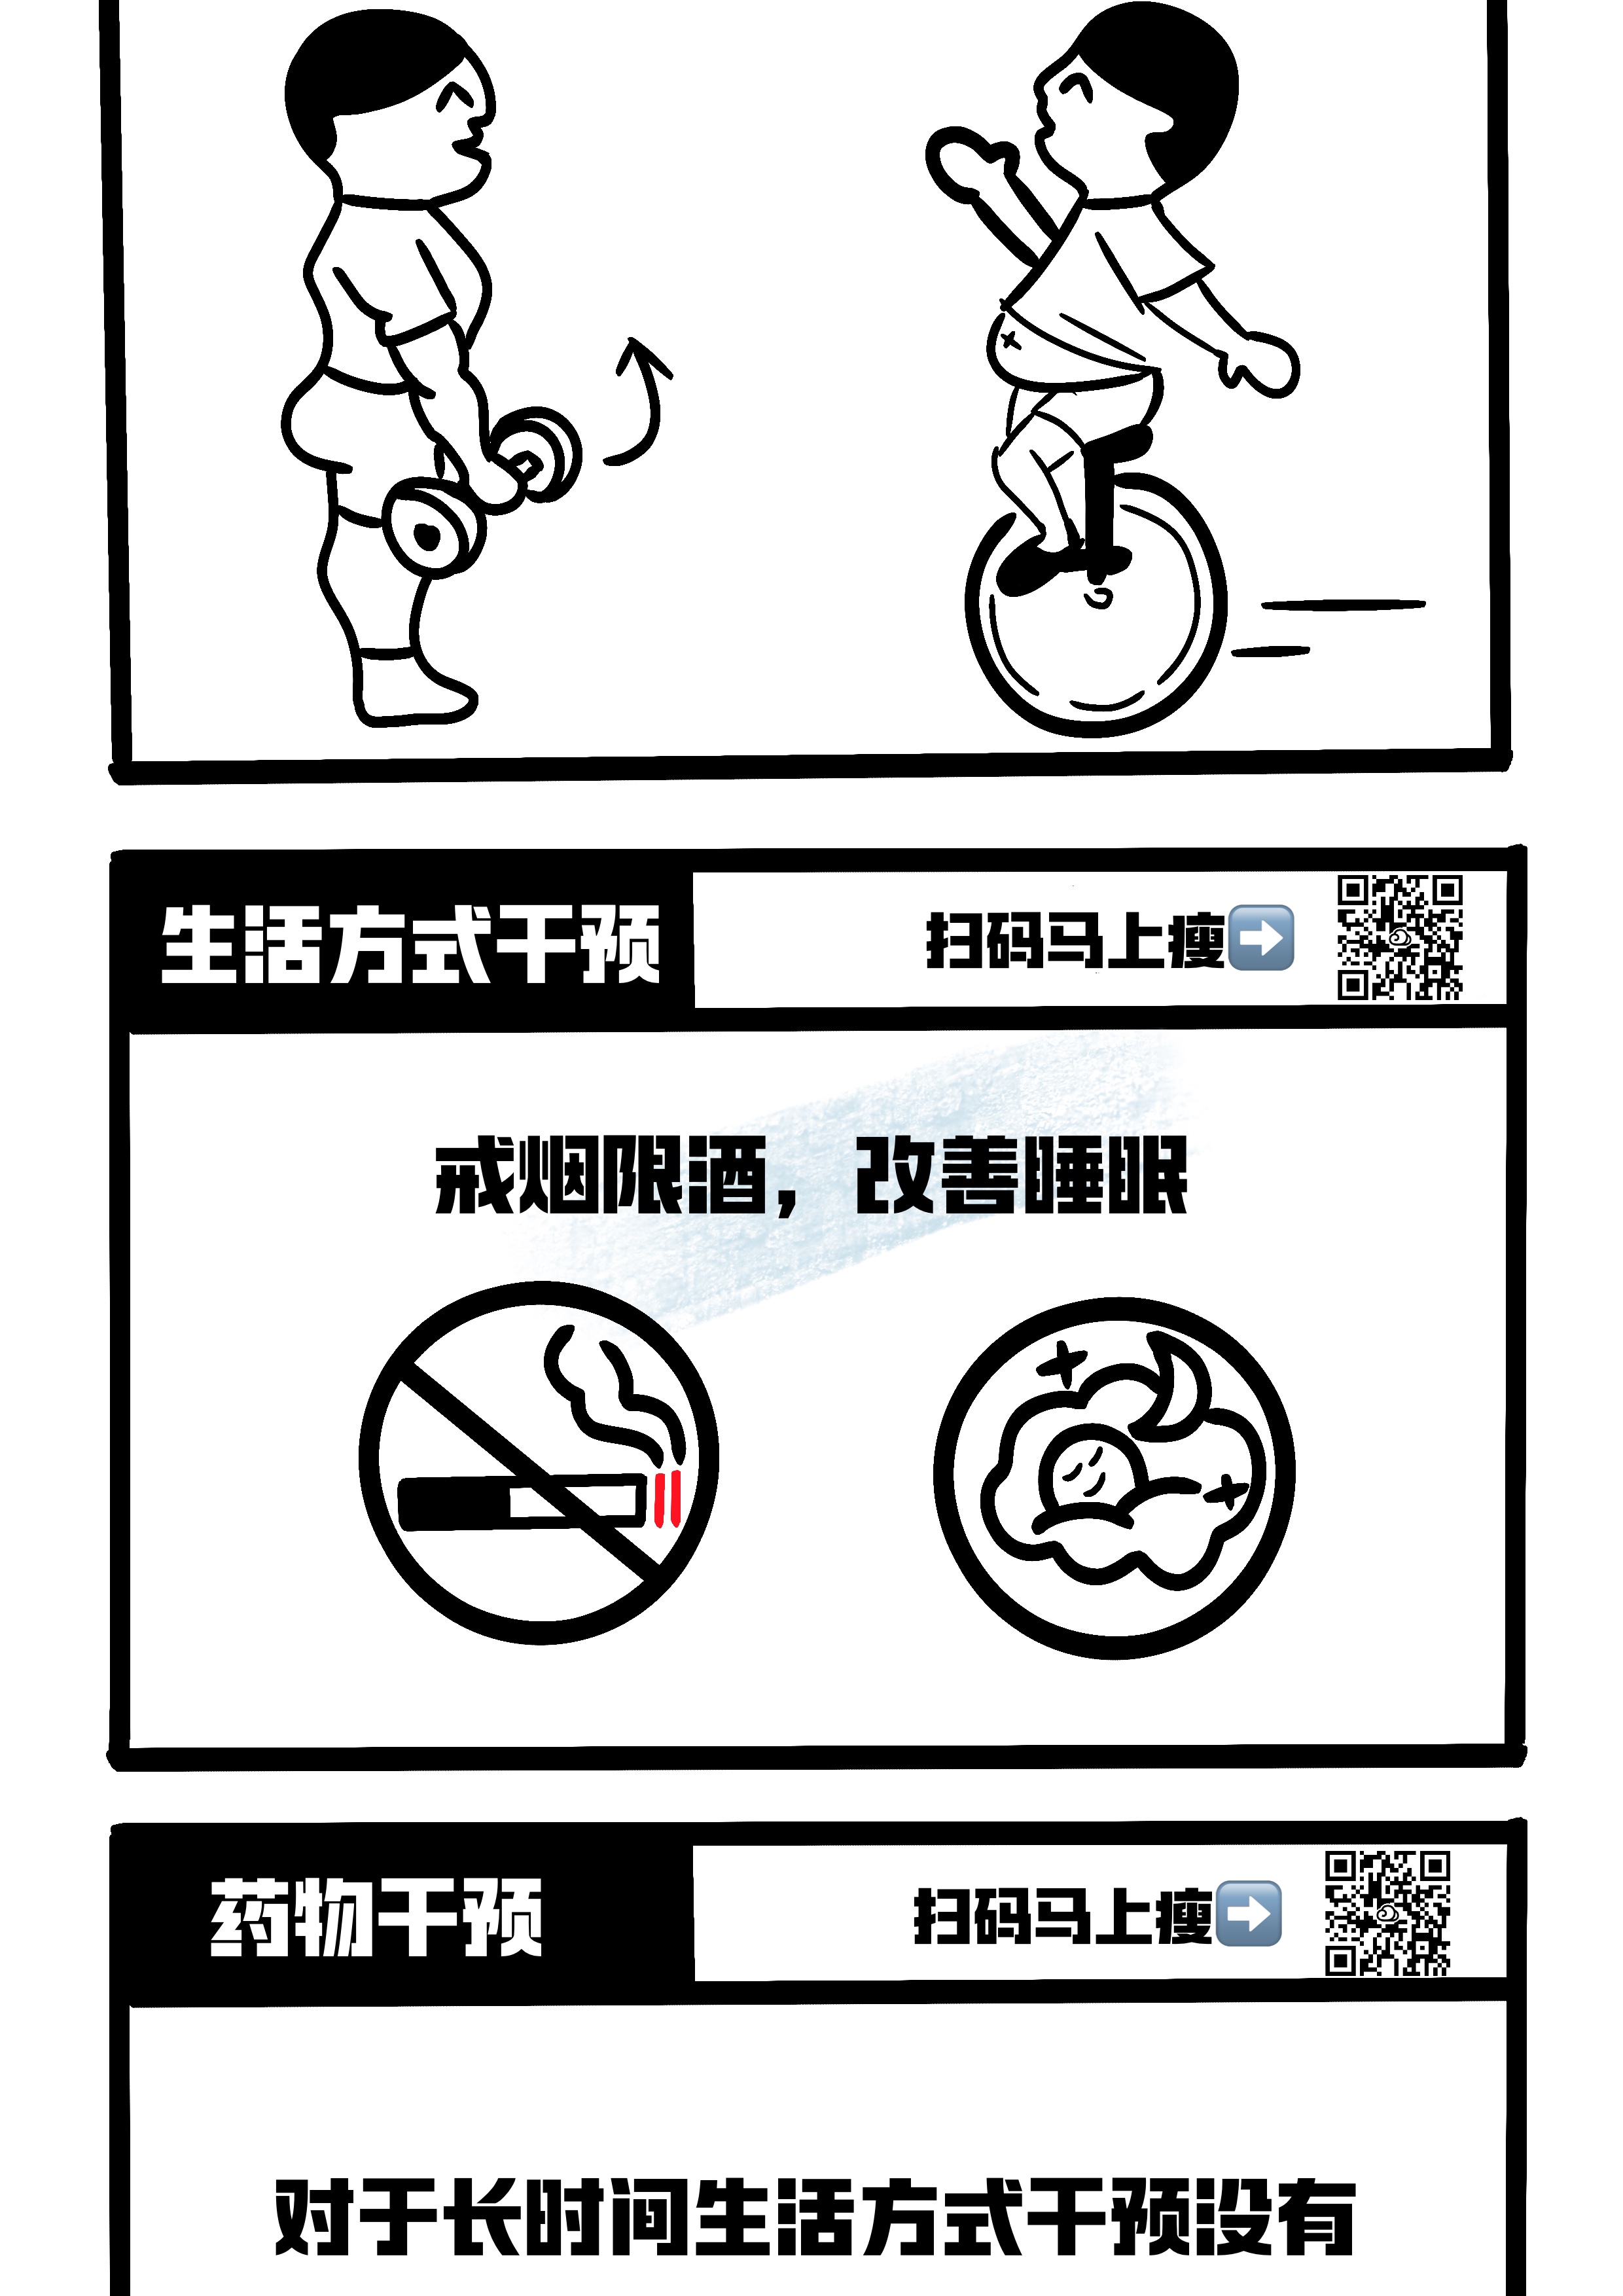 生活方式干预
扫码马上瘦➡️
戒烟限酒，改善睡眠
药物干预
扫码马上瘦➡️
对于长时间生活方式干预没有